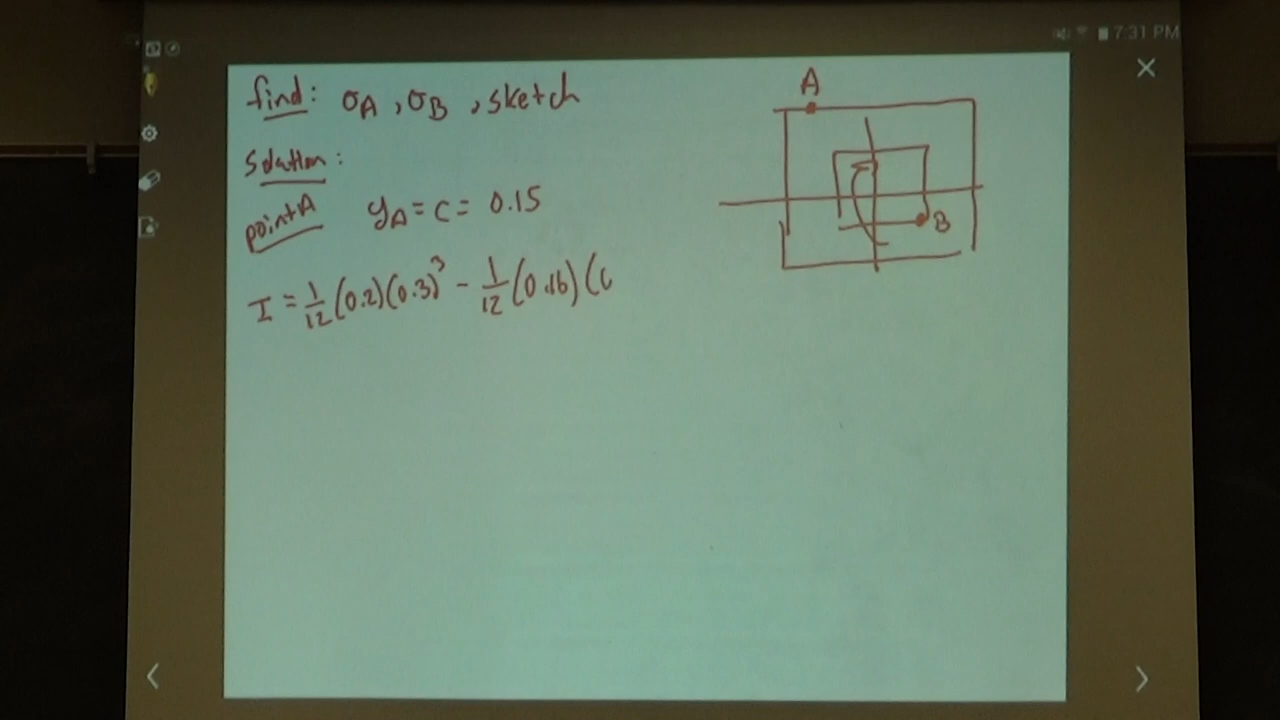 7:31 PM
find: σA, σB, sketch
Solution:
point A yA = c = 0.15
I = 1/12 (0.2)(0.3)³ - 1/12 (0.16)(
A
B